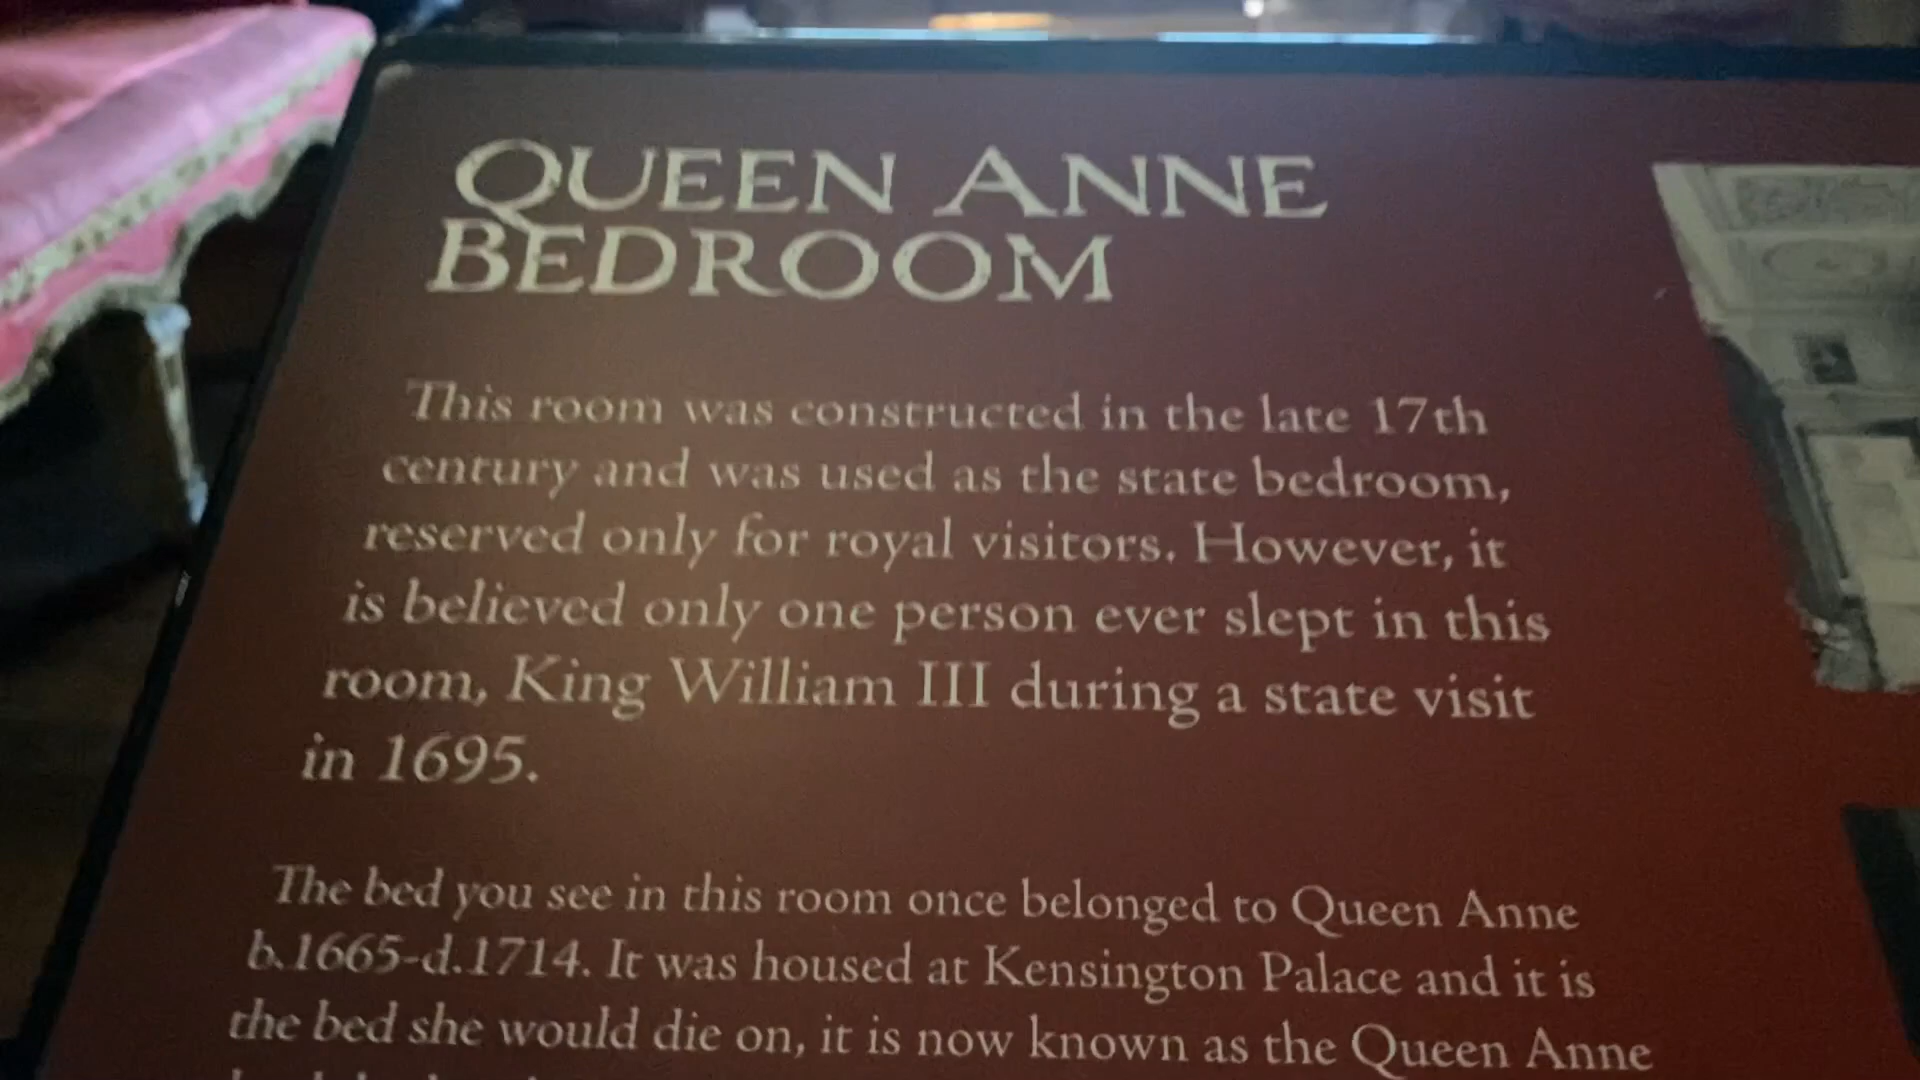 QUEEN ANNE
BEDROOM
This room was constructed in the late 17th
century and was used as the state bedroom,
reserved only for royal visitors. However, it
is believed only one person ever slept in this
room, King William III during a state visit
in 1695.
The bed you see in this room once belonged to Queen Anne
b.1665-d.1714. It was housed at Kensington Palace and it is
the bed she would die on, it is now known as the Queen Anne